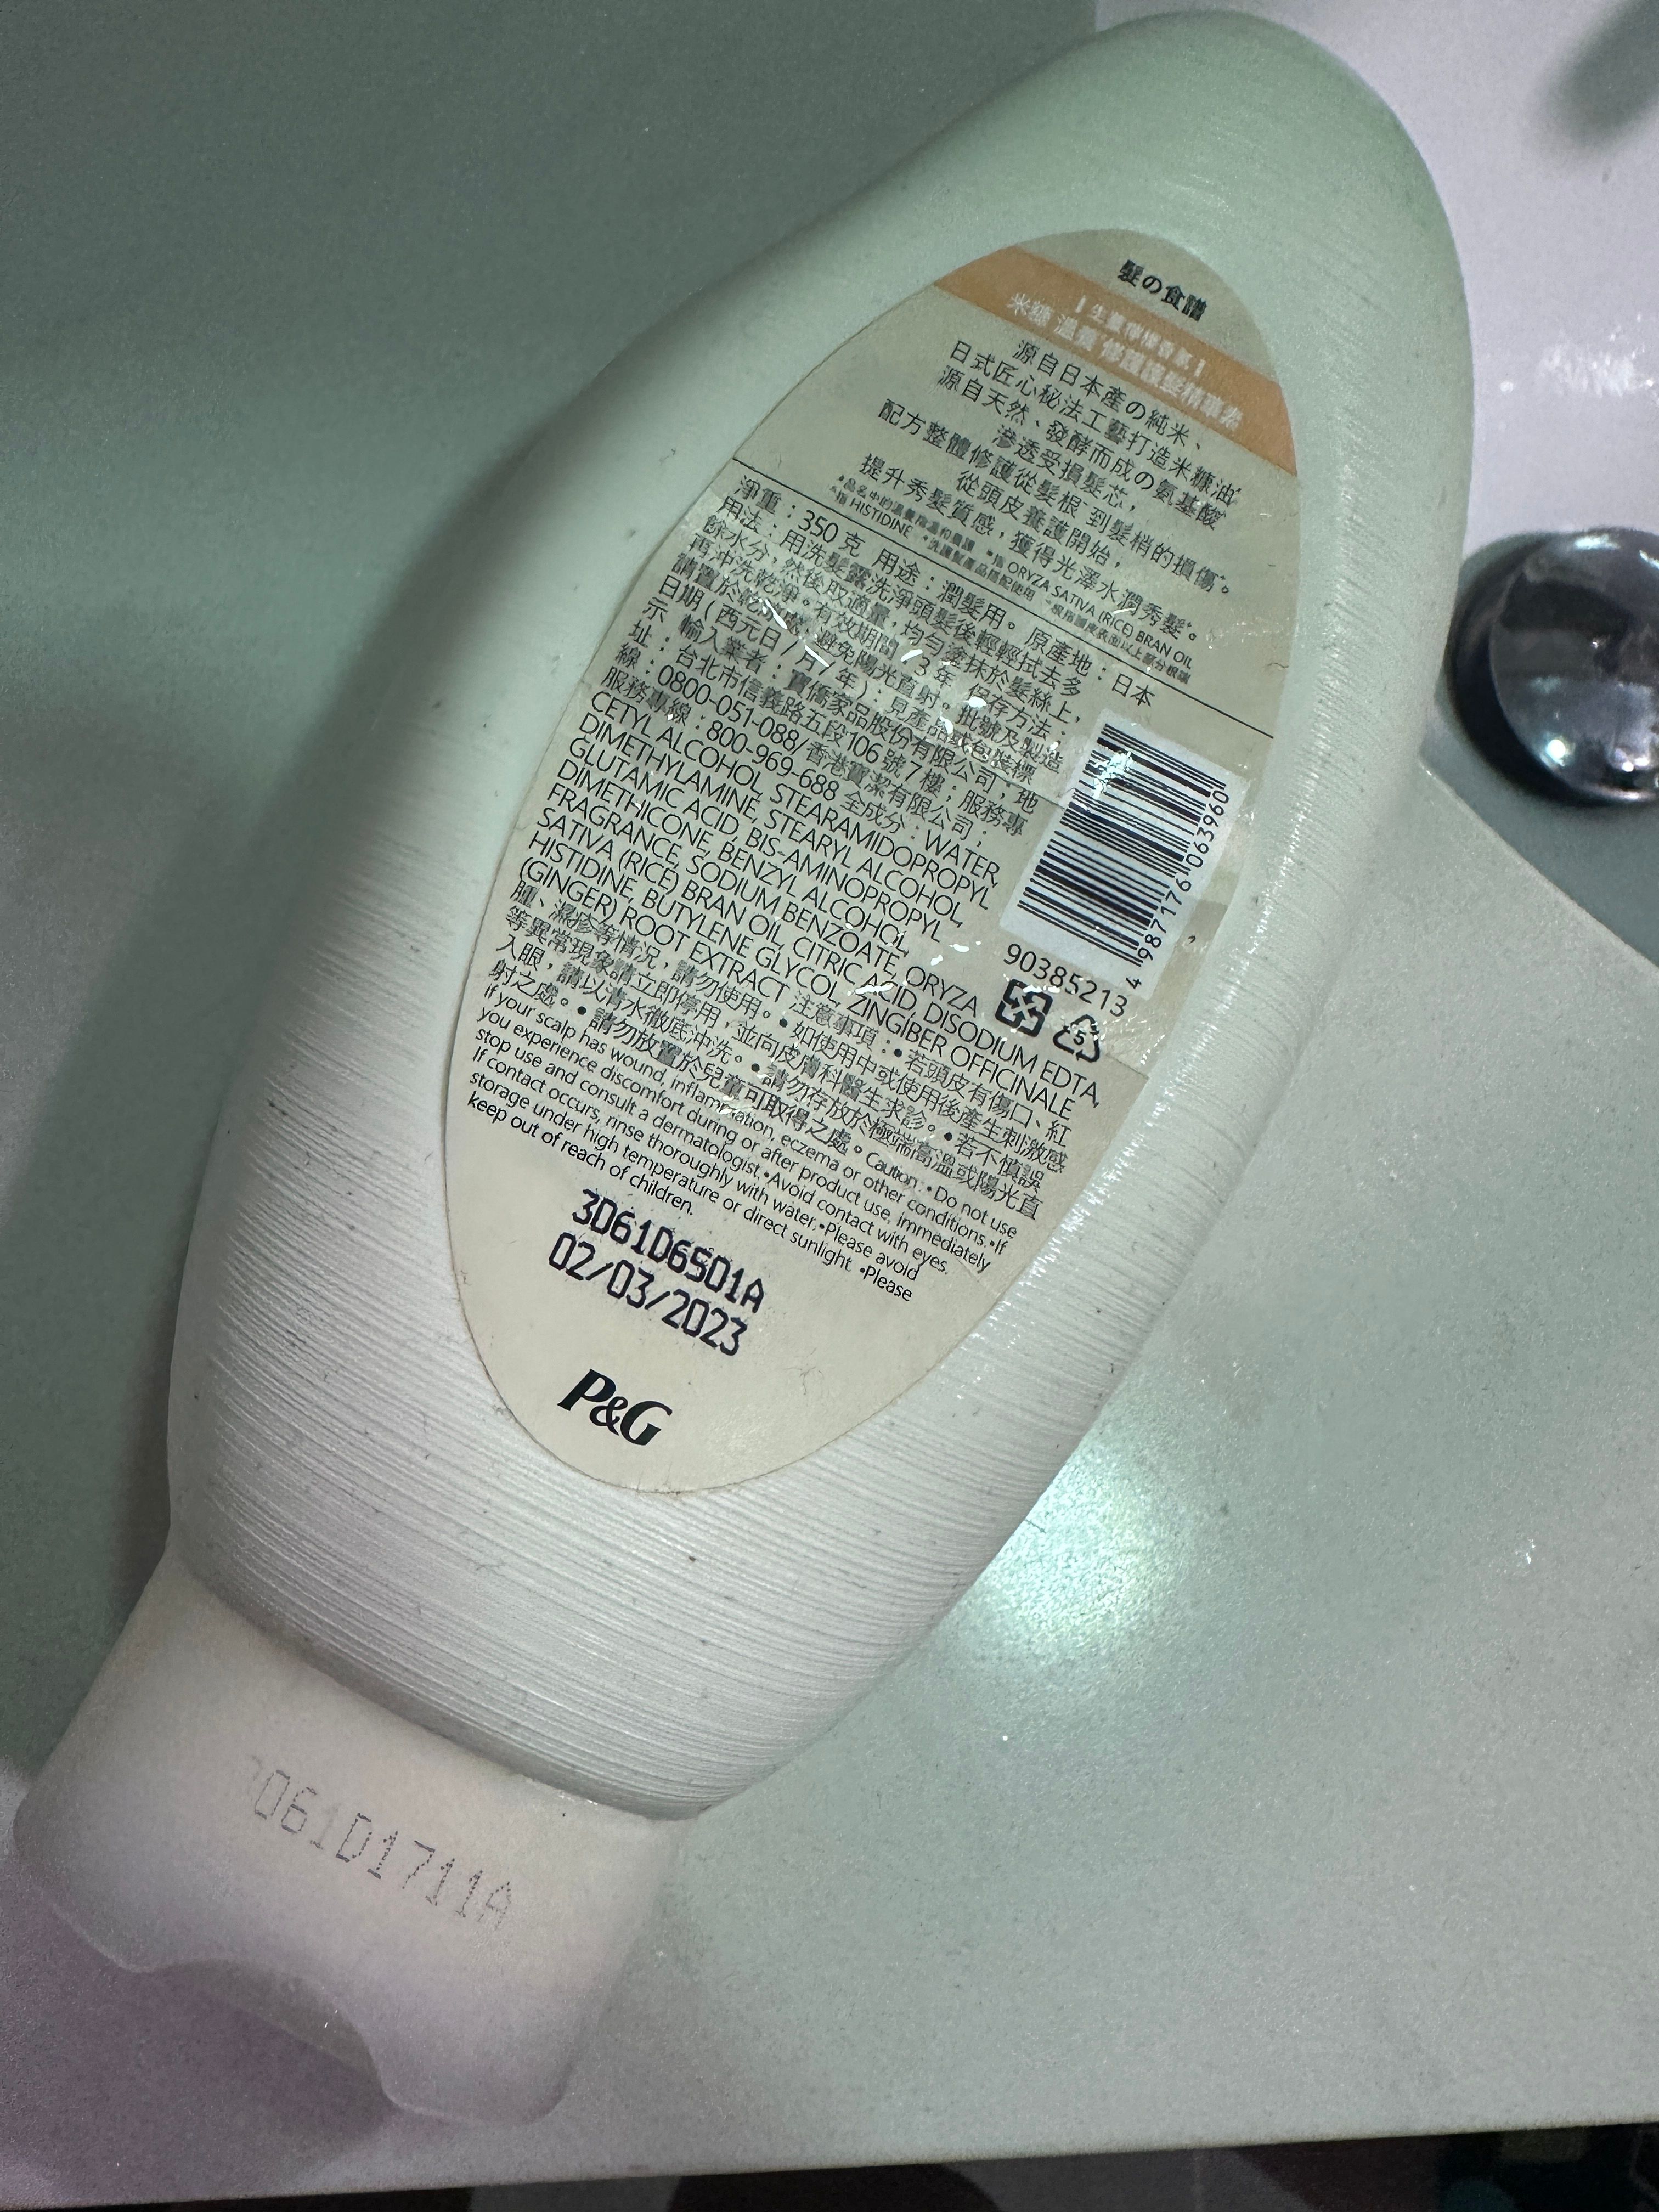 髮の食譜
米糠 溫養 修護護髮精華素
源自日本產の純米、
日式匠心秘法工藝打造米糠油
源自天然、發酵而成の氨基酸
滲透受損髮芯，
配方整體修護從髮根 到髮梢的損傷
從頭皮養護開始，
提升秀髮質感，獲得光澤水潤秀髮。
指 ORYZA SATIVA (RICE) BRAN OIL
指 HISTIDINE
淨重：350 克 用途：潤髮用。 原產地：日本
用法：用洗髮露洗淨頭髮後輕輕拭去多
餘水分，然後取適量，均勻塗抹於髮絲上，
再沖洗乾淨。有效期間：3 年 保存方法：
請置於乾燥處，避免陽光直射。批號及製造
日期 (西元日／月／年)：見產品或包裝標
示 輸入業者：寶僑家品股份有限公司；地
址：台北市信義路五段106 號 7 樓；服務專
線：0800-051-088/ 香港寶潔有限公司；
服務專線：800-969-688 全成分：WATER,
CETYL ALCOHOL, STEARAMIDOPROPYL
DIMETHYLAMINE, STEARYL ALCOHOL,
GLUTAMIC ACID, BIS-AMINOPROPYL
DIMETHICONE, BENZYL ALCOHOL,
FRAGRANCE, SODIUM BENZOATE, ORYZA
SATIVA (RICE) BRAN OIL, CITRIC ACID, DISODIUM EDTA,
HISTIDINE, BUTYLENE GLYCOL, ZINGIBER OFFICINALE
(GINGER) ROOT EXTRACT 注意事項：•若頭皮有傷口、紅
腫、濕疹等情況，請勿使用。•如使用中或使用後產生刺激感
等異常現象請立即停用，並向皮膚科醫生求診。•若不慎誤
入眼，請以清水徹底沖洗。•請勿存放於極端高溫或陽光直
射之處。•請勿放置於兒童可取得之處。Caution: •Do not use
if your scalp has wound, inflammation, eczema or other conditions.•If
you experience discomfort during or after product use, immediately
stop use and consult a dermatologist.•Avoid contact with eyes.
If contact occurs, rinse thoroughly with water.•Please avoid
storage under high temperature or direct sunlight. •Please
keep out of reach of children.
4 987176 063960
90385213
5
3061D6501A
02/03/2023
P&G
061D1711A